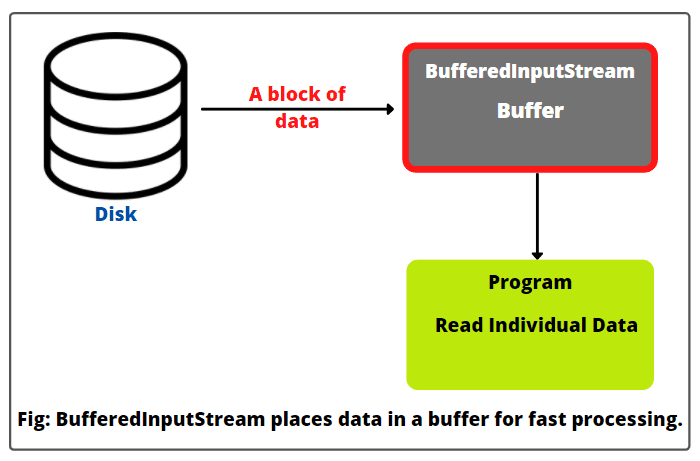 A block of
data
Disk
BufferedInputStream
Buffer
Program
Read Individual Data
Fig: BufferedInputStream places data in a buffer for fast processing.